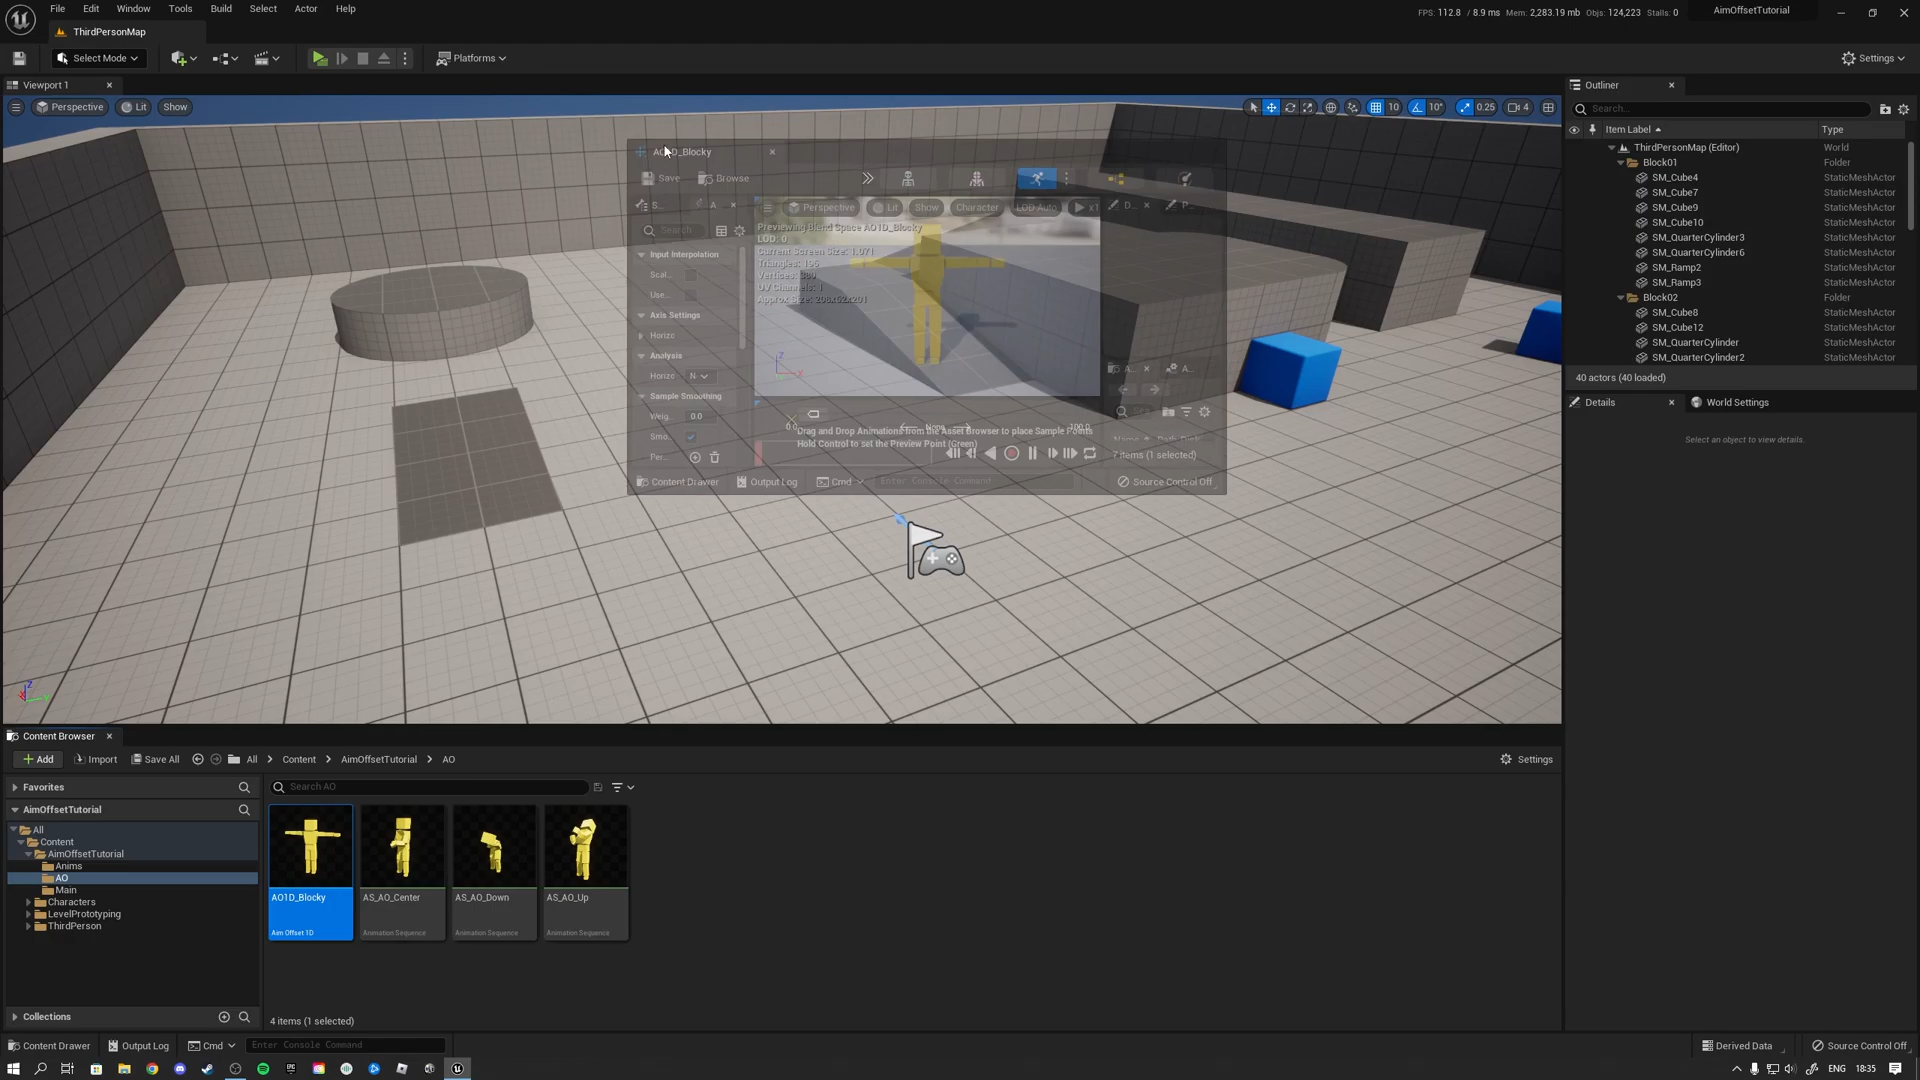 File Edit Window Tools Build Select Actor Help
FPS: 112.8 / 8.9 ms Mem: 2,283.19 mb Objs: 124,223 Stalls: 0
AimOffsetTutorial
ThirdPersonMap
Select Mode
Platforms
Settings
Viewport 1
Perspective Lit Show
10 10° 0.25 4
AO1D_Blocky
Save Browse
S... A
Perspective Lit Show Character LOD Auto x1
D... P...
Search
Previewing Blend Space AO1D_Blocky
LOD: 0
Current Screen Size: 1.071
Triangles: 196
UV Channels: 1
Input Interpolation
Scal...
Use...
Axis Settings
Horizc
Analysis
Horizc N
Sample Smoothing
Weig... 0.0
Smo...
Per...
0.0 None 100.0
Drag and Drop Animations from the Asset Browser to place Sample Points
Hold Control to set the Preview Point (Green)
A... A...
7 items (1 selected)
Content Drawer Output Log Cmd Enter Console Command Source Control Off
Outliner
Search...
Item Label Type
ThirdPersonMap (Editor) World
Block01 Folder
SM_Cube4 StaticMeshActor
SM_Cube7 StaticMeshActor
SM_Cube9 StaticMeshActor
SM_Cube10 StaticMeshActor
SM_QuarterCylinder3 StaticMeshActor
SM_QuarterCylinder6 StaticMeshActor
SM_Ramp2 StaticMeshActor
SM_Ramp3 StaticMeshActor
Block02 Folder
SM_Cube8 StaticMeshActor
SM_Cube12 StaticMeshActor
SM_QuarterCylinder StaticMeshActor
SM_QuarterCylinder2 StaticMeshActor
40 actors (40 loaded)
Details World Settings
Select an object to view details.
Content Browser
Add Import Save All All Content AimOffsetTutorial AO Settings
Favorites
AimOffsetTutorial
All
Content
AimOffsetTutorial
Anims
AO
Main
Characters
LevelPrototyping
ThirdPerson
Collections
Search AO
AO1D_Blocky
Aim Offset 1D
AS_AO_Center
Animation Sequence
AS_AO_Down
Animation Sequence
AS_AO_Up
Animation Sequence
4 items (1 selected)
Content Drawer Output Log Cmd Enter Console Command
Derived Data Source Control Off
ENG 18:35